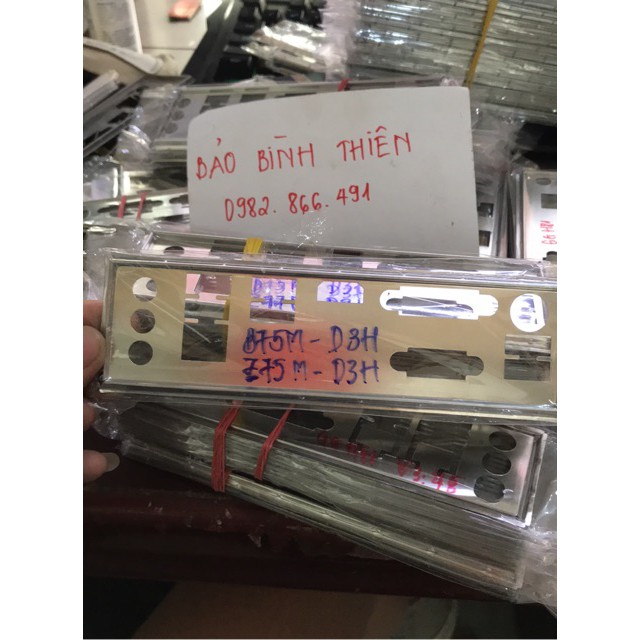 BẢO BÌNH THIÊN
0982.866.491
B75M - D3H
Z75M - D3H